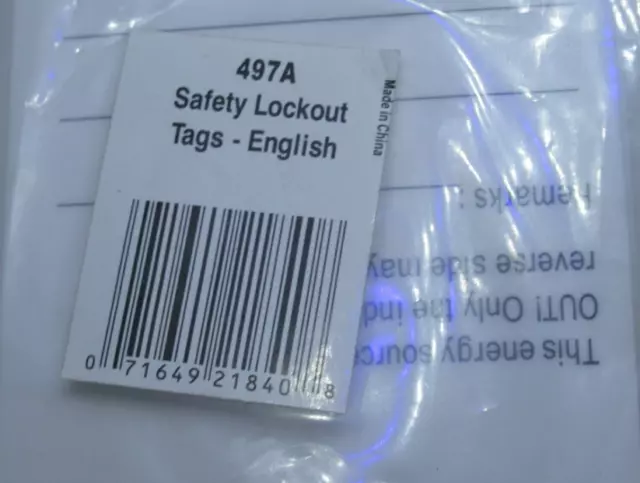 497A
Safety Lockout
Tags - English
Made in China
0 71649 21840 8
This energy source
OUT! Only the ind
reverse side may
Remarks :